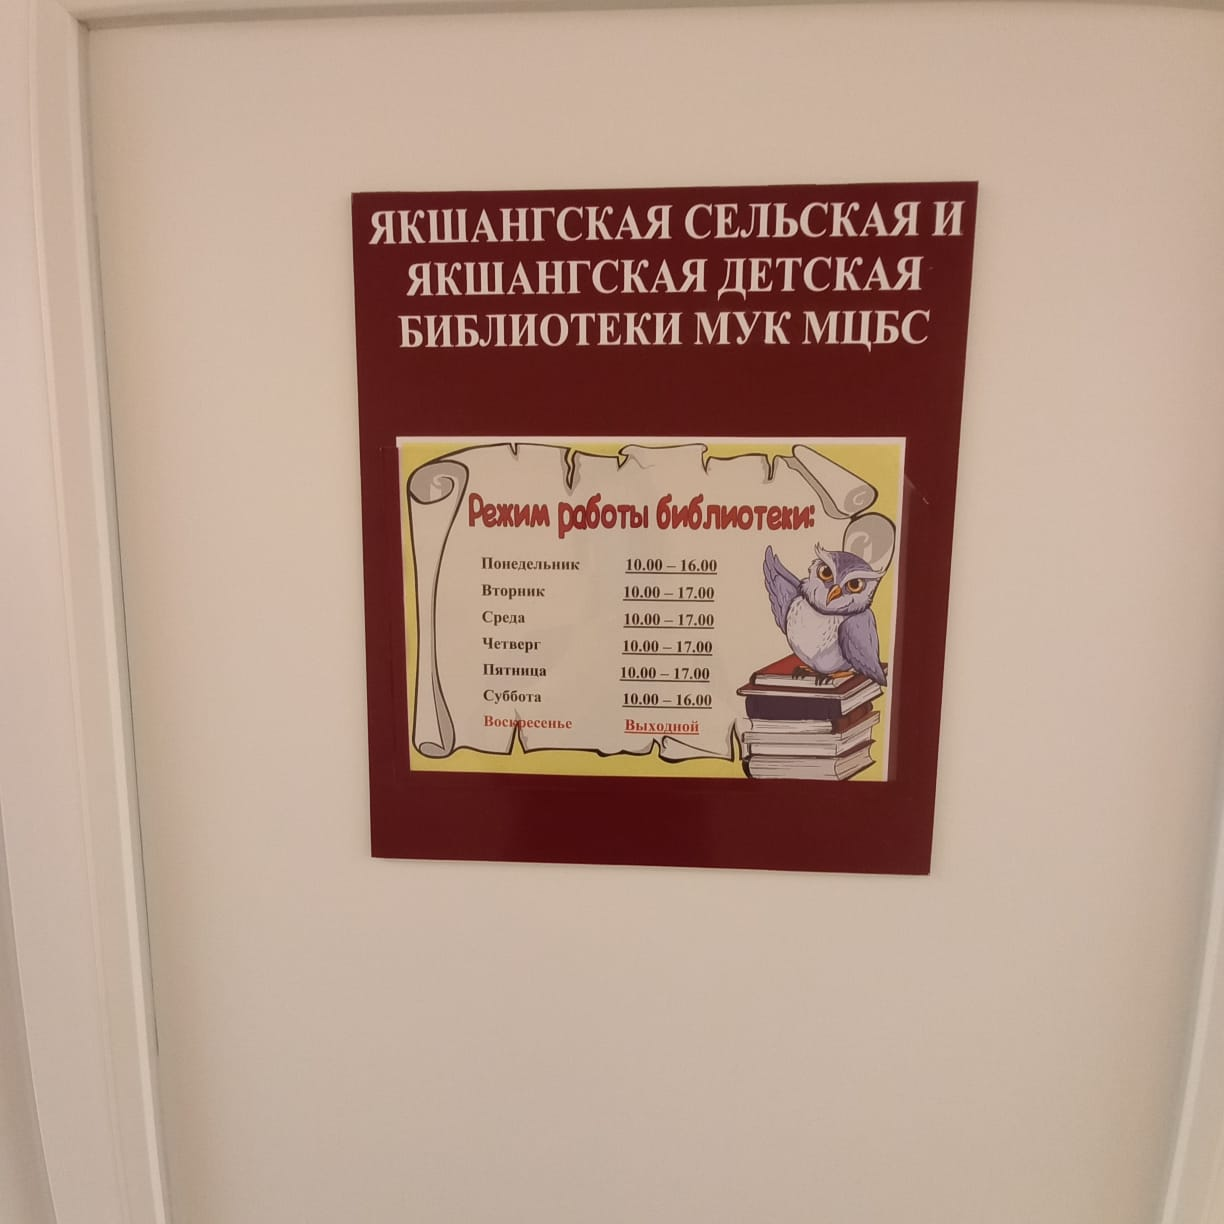 ЯКШАНГСКАЯ СЕЛЬСКАЯ И
ЯКШАНГСКАЯ ДЕТСКАЯ
БИБЛИОТЕКИ МУК МЦБС
Режим работы библиотеки:
Понедельник 10.00 – 16.00
Вторник 10.00 – 17.00
Среда 10.00 – 17.00
Четверг 10.00 – 17.00
Пятница 10.00 – 17.00
Суббота 10.00 – 16.00
Воскресенье Выходной